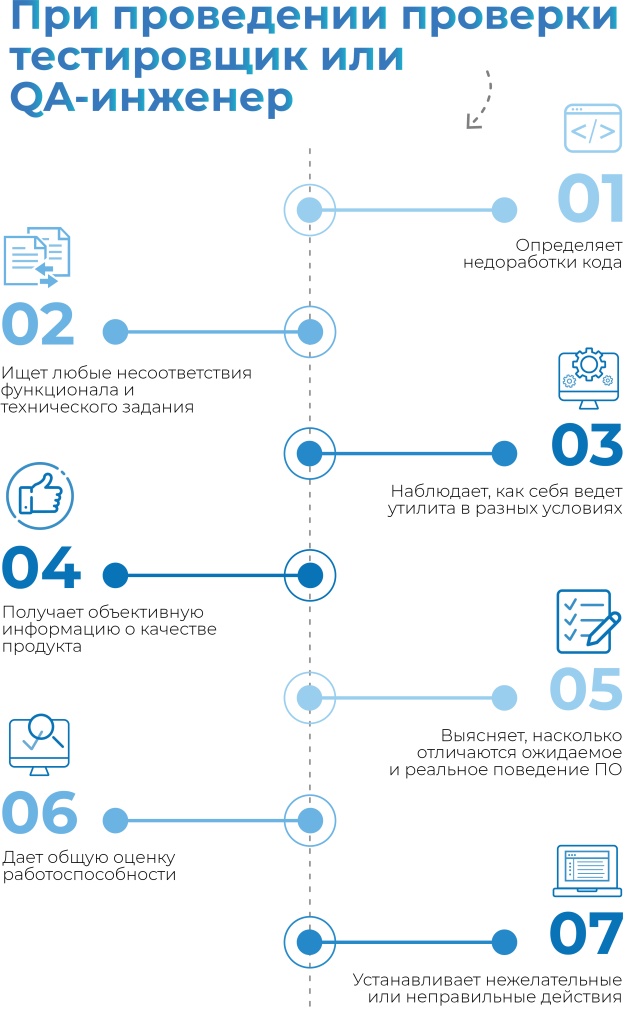 При проведении проверки
тестировщик или
QA-инженер
</>
01
Определяет
недоработки кода
02
Ищет любые несоответствия
функционала и
технического задания
03
Наблюдает, как себя ведет
утилита в разных условиях
04
Получает объективную
информацию о качестве
продукта
05
Выясняет, насколько
отличаются ожидаемое
и реальное поведение ПО
06
Дает общую оценку
работоспособности
07
Устанавливает нежелательные
или неправильные действия